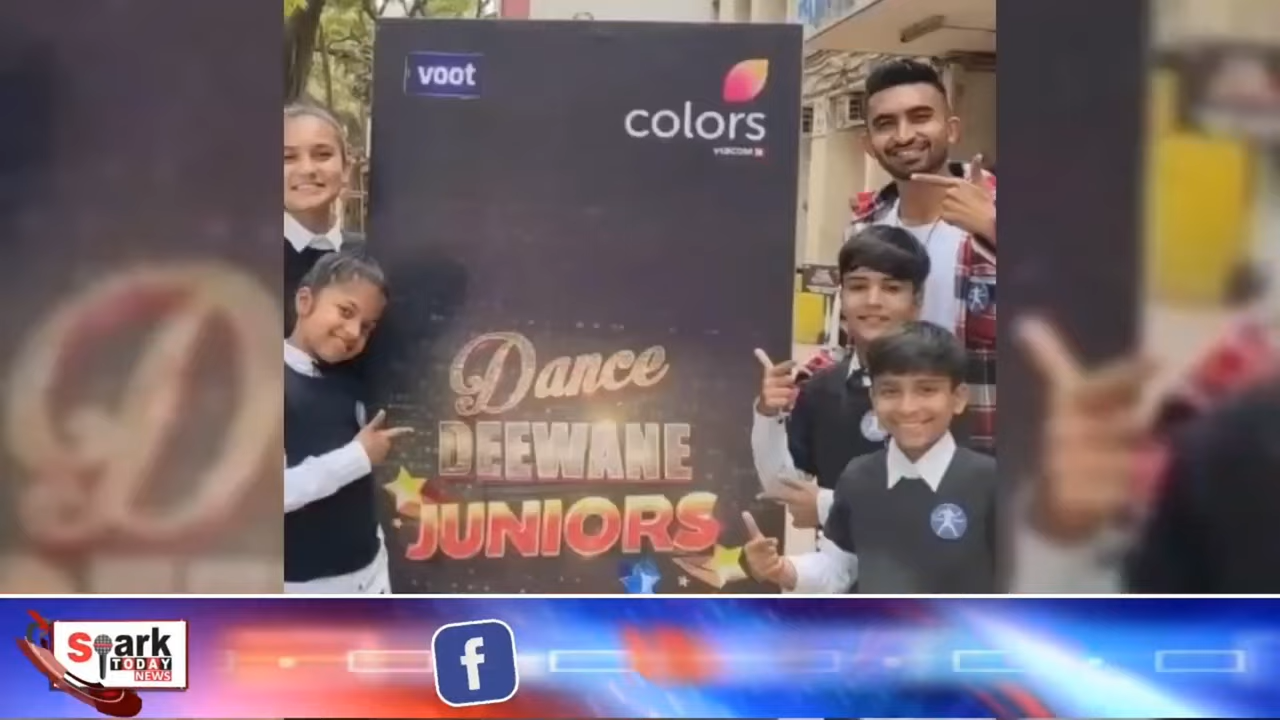 voot
colors
VIACOM 18
Dance
DEEWANE
JUNIORS
Spark
TODAY
NEWS
f